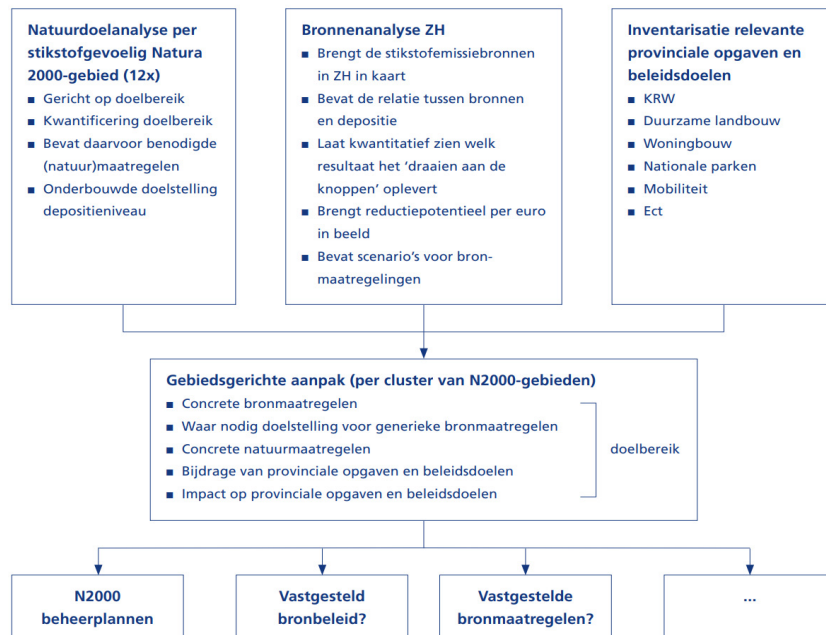 Natuurdoelanalyse per
stikstofgevoelig Natura
2000-gebied (12x)
■ Gericht op doelbereik
■ Kwantificering doelbereik
■ Bevat daarvoor benodigde
(natuur)maatregelen
■ Onderbouwde doelstelling
depositieniveau
Bronnenanalyse ZH
■ Brengt de stikstofemissiebronnen
in ZH in kaart
■ Bevat de relatie tussen bronnen
en depositie
■ Laat kwantitatief zien welk
resultaat het ‘draaien aan de
knoppen’ oplevert
■ Brengt reductiepotentieel per euro
in beeld
■ Bevat scenario’s voor bron-
maatregelingen
Inventarisatie relevante
provinciale opgaven en
beleidsdoelen
■ KRW
■ Duurzame landbouw
■ Woningbouw
■ Nationale parken
■ Mobiliteit
■ Ect
Gebiedsgerichte aanpak (per cluster van N2000-gebieden)
■ Concrete bronmaatregelen
■ Waar nodig doelstelling voor generieke bronmaatregelen
■ Concrete natuurmaatregelen
■ Bijdrage van provinciale opgaven en beleidsdoelen
■ Impact op provinciale opgaven en beleidsdoelen
doelbereik
N2000
beheerplannen
Vastgesteld
bronbeleid?
Vastgestelde
bronmaatregelen?
...